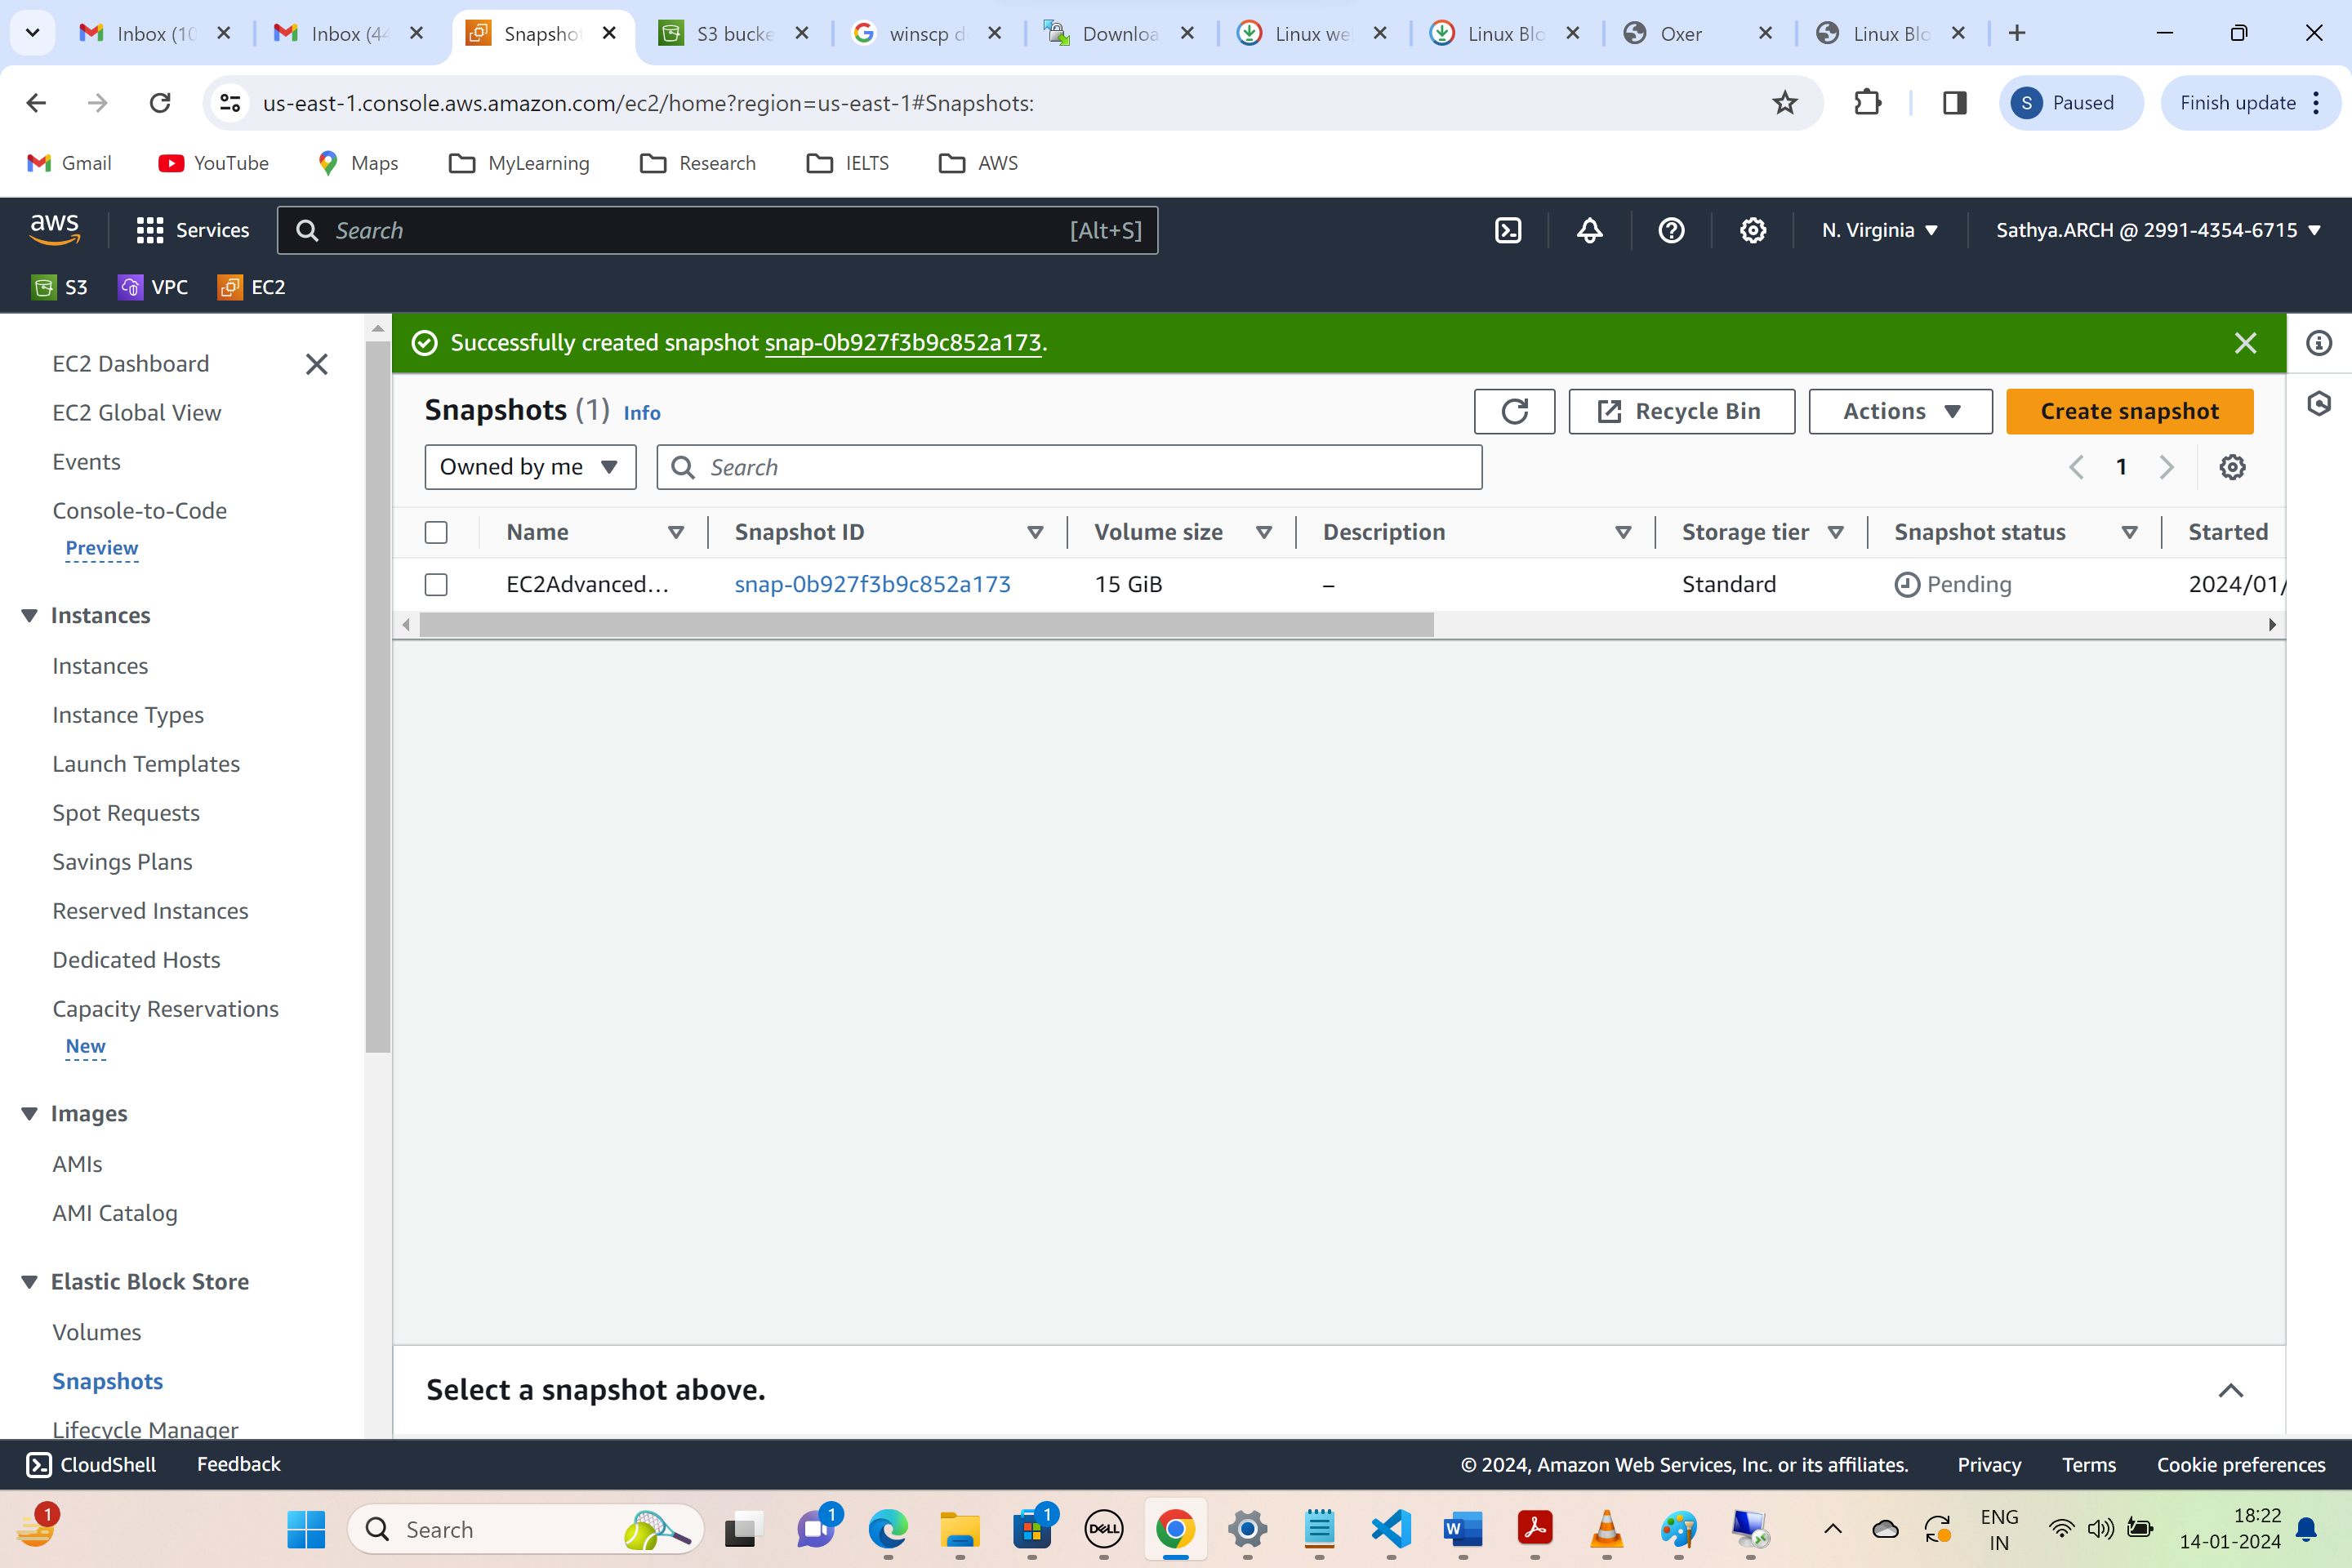 Inbox (10
Inbox (44
Snapshot
S3 bucke
winscp d
Downloa
Linux we
Linux Blo
Oxer
Linux Blo
us-east-1.console.aws.amazon.com/ec2/home?region=us-east-1#Snapshots:
S
Paused
Finish update
Gmail
YouTube
Maps
MyLearning
Research
IELTS
AWS
aws
Services
Search
[Alt+S]
N. Virginia
Sathya.ARCH @ 2991-4354-6715
S3
VPC
EC2
EC2 Dashboard
EC2 Global View
Events
Console-to-Code
Preview
Instances
Instances
Instance Types
Launch Templates
Spot Requests
Savings Plans
Reserved Instances
Dedicated Hosts
Capacity Reservations
New
Images
AMIs
AMI Catalog
Elastic Block Store
Volumes
Snapshots
Lifecycle Manager
Successfully created snapshot snap-0b927f3b9c852a173.
Snapshots (1) Info
Recycle Bin
Actions
Create snapshot
Owned by me
Search
1
Name
Snapshot ID
Volume size
Description
Storage tier
Snapshot status
Started
EC2Advanced...
snap-0b927f3b9c852a173
15 GiB
–
Standard
Pending
2024/01/
Select a snapshot above.
CloudShell
Feedback
© 2024, Amazon Web Services, Inc. or its affiliates.
Privacy
Terms
Cookie preferences
1
Search
1
1
DELL
W
ENG
IN
18:22
14-01-2024